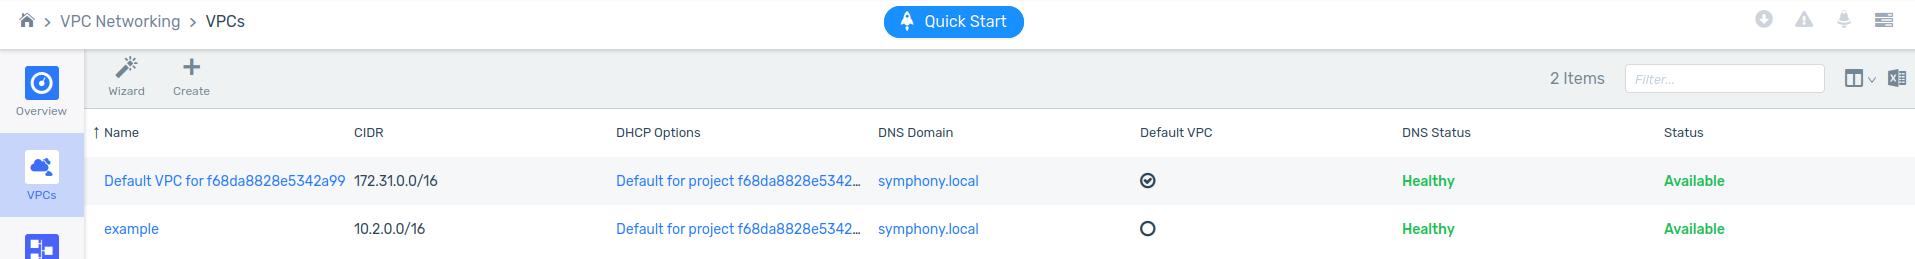 VPC Networking > VPCs
Quick Start
Overview
VPCs
Wizard
Create
2 Items
Filter...
↑ Name CIDR DHCP Options DNS Domain Default VPC DNS Status Status
Default VPC for f68da8828e5342a99 172.31.0.0/16 Default for project f68da8828e5342... symphony.local Healthy Available
example 10.2.0.0/16 Default for project f68da8828e5342... symphony.local Healthy Available